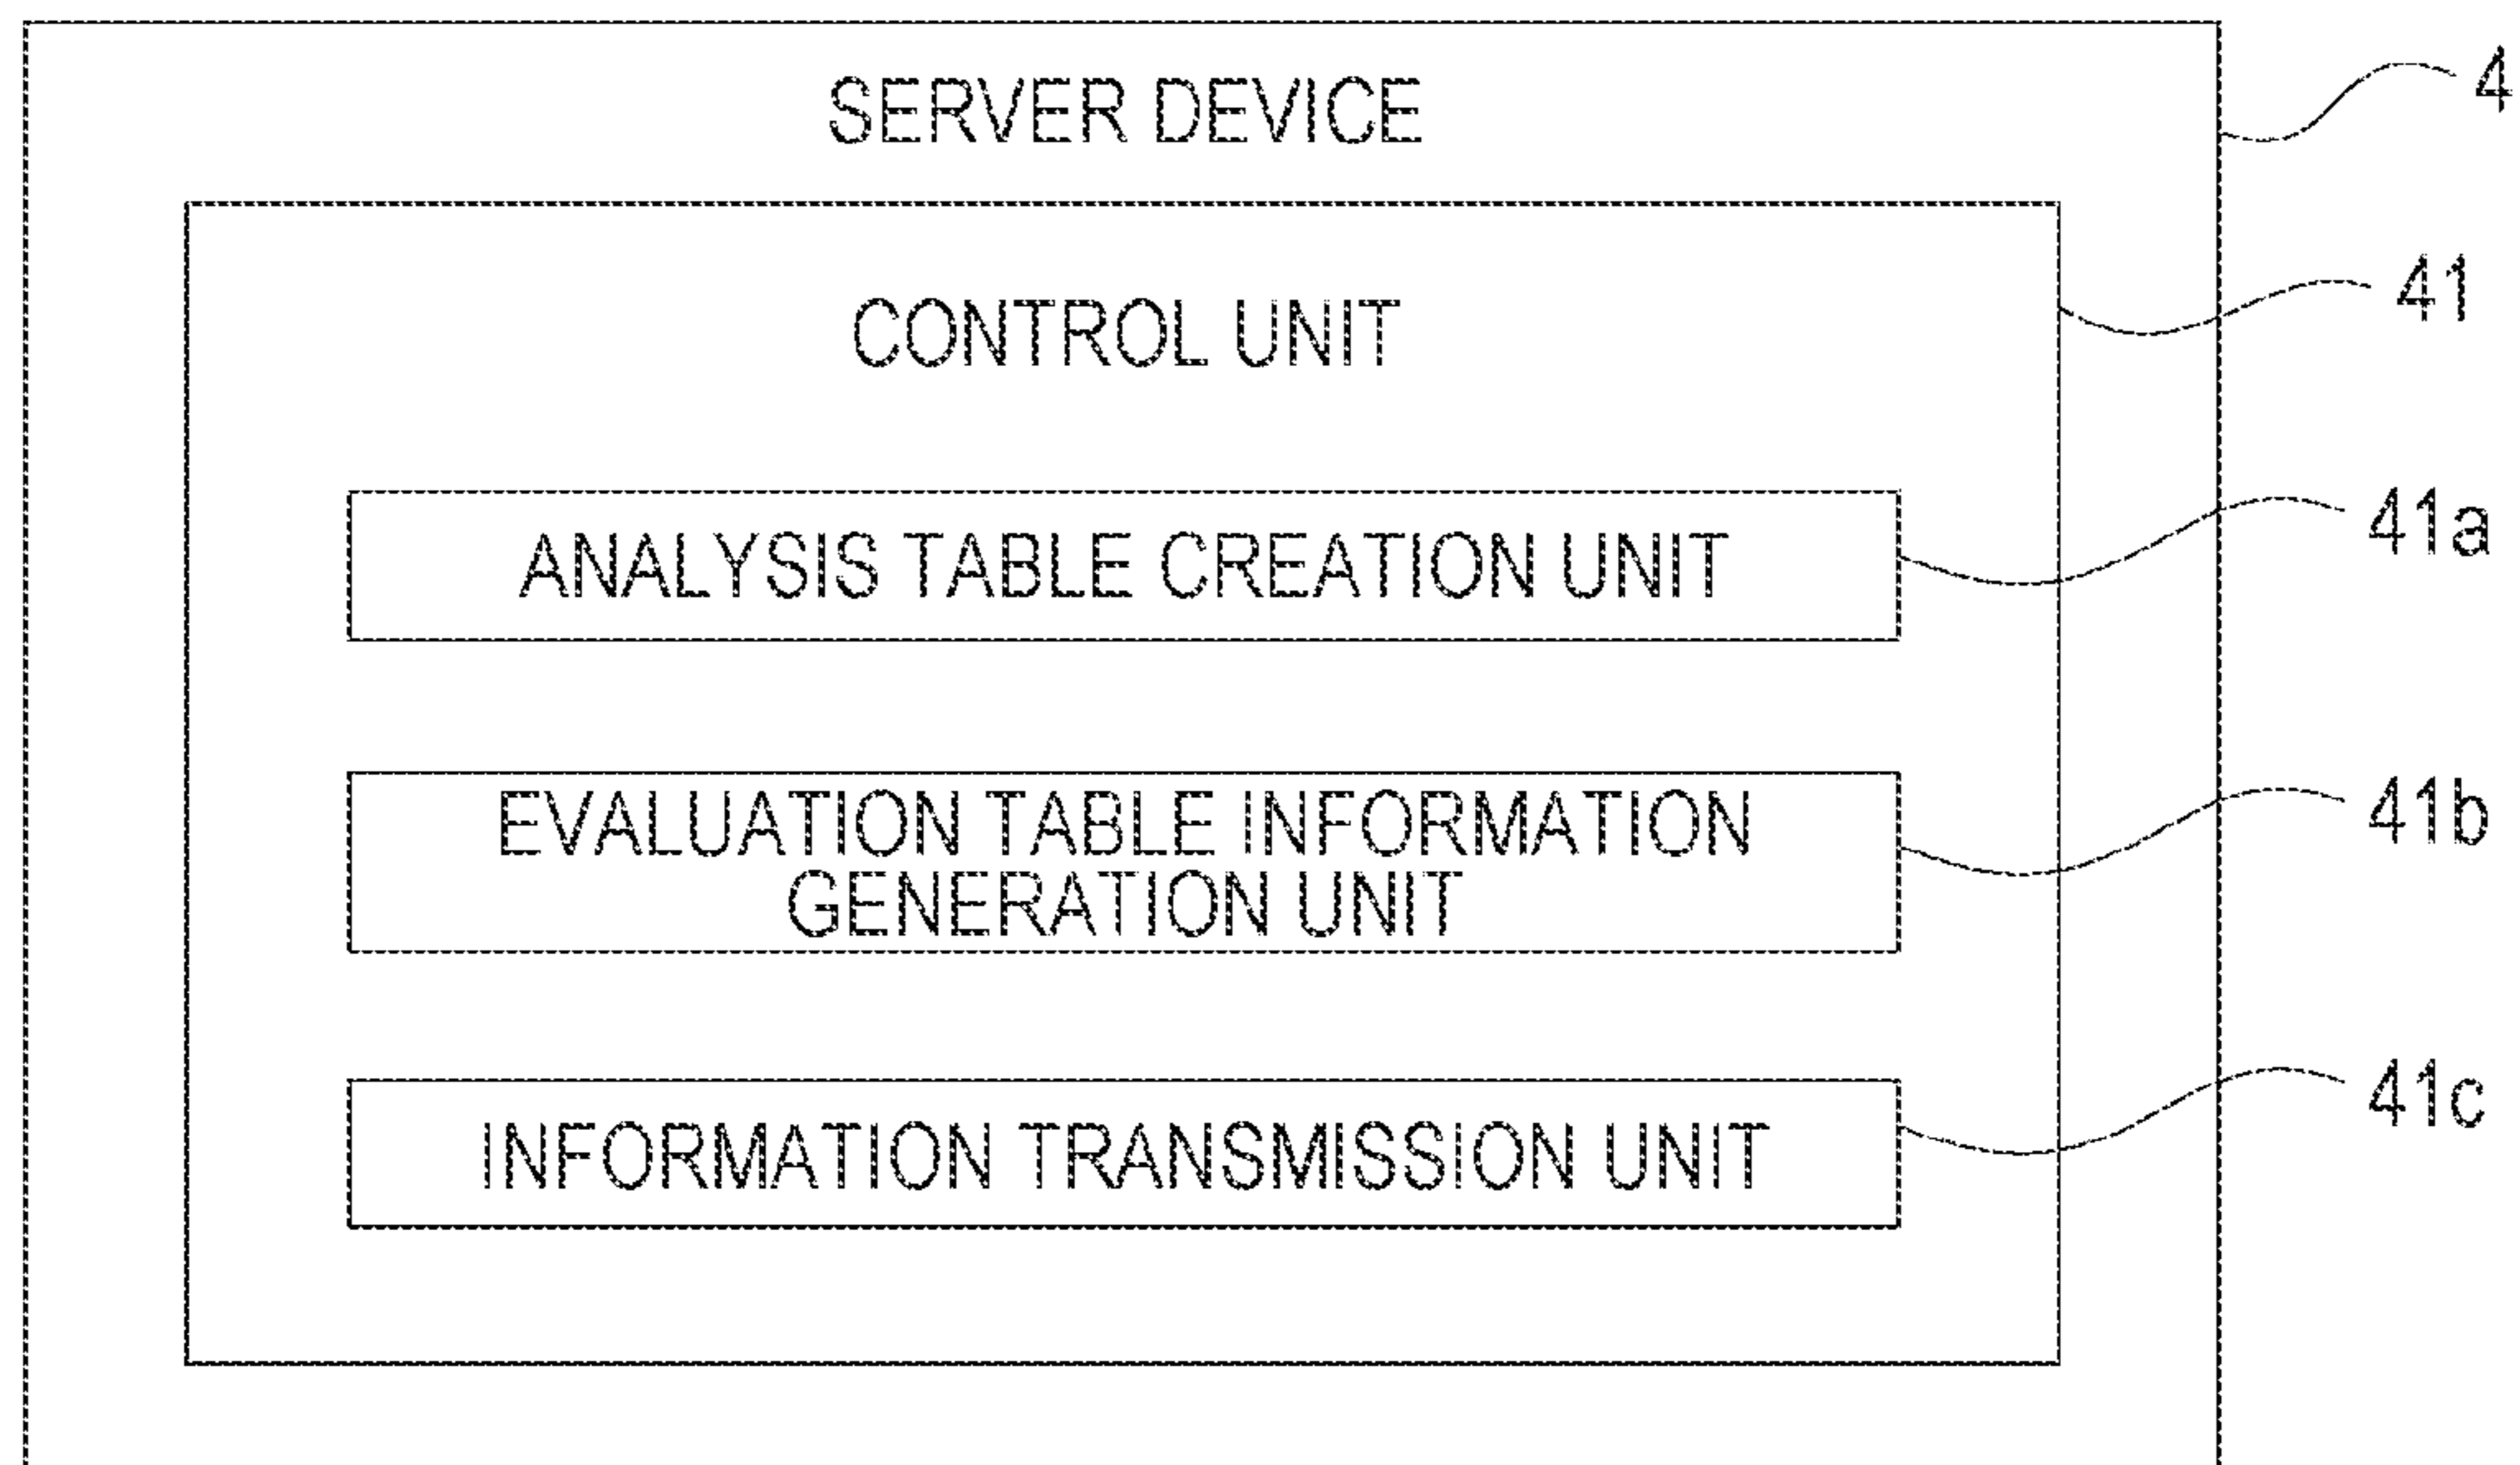 SERVER DEVICE
4
CONTROL UNIT
41
ANALYSIS TABLE CREATION UNIT
41a
EVALUATION TABLE INFORMATION
GENERATION UNIT
41b
INFORMATION TRANSMISSION UNIT
41c